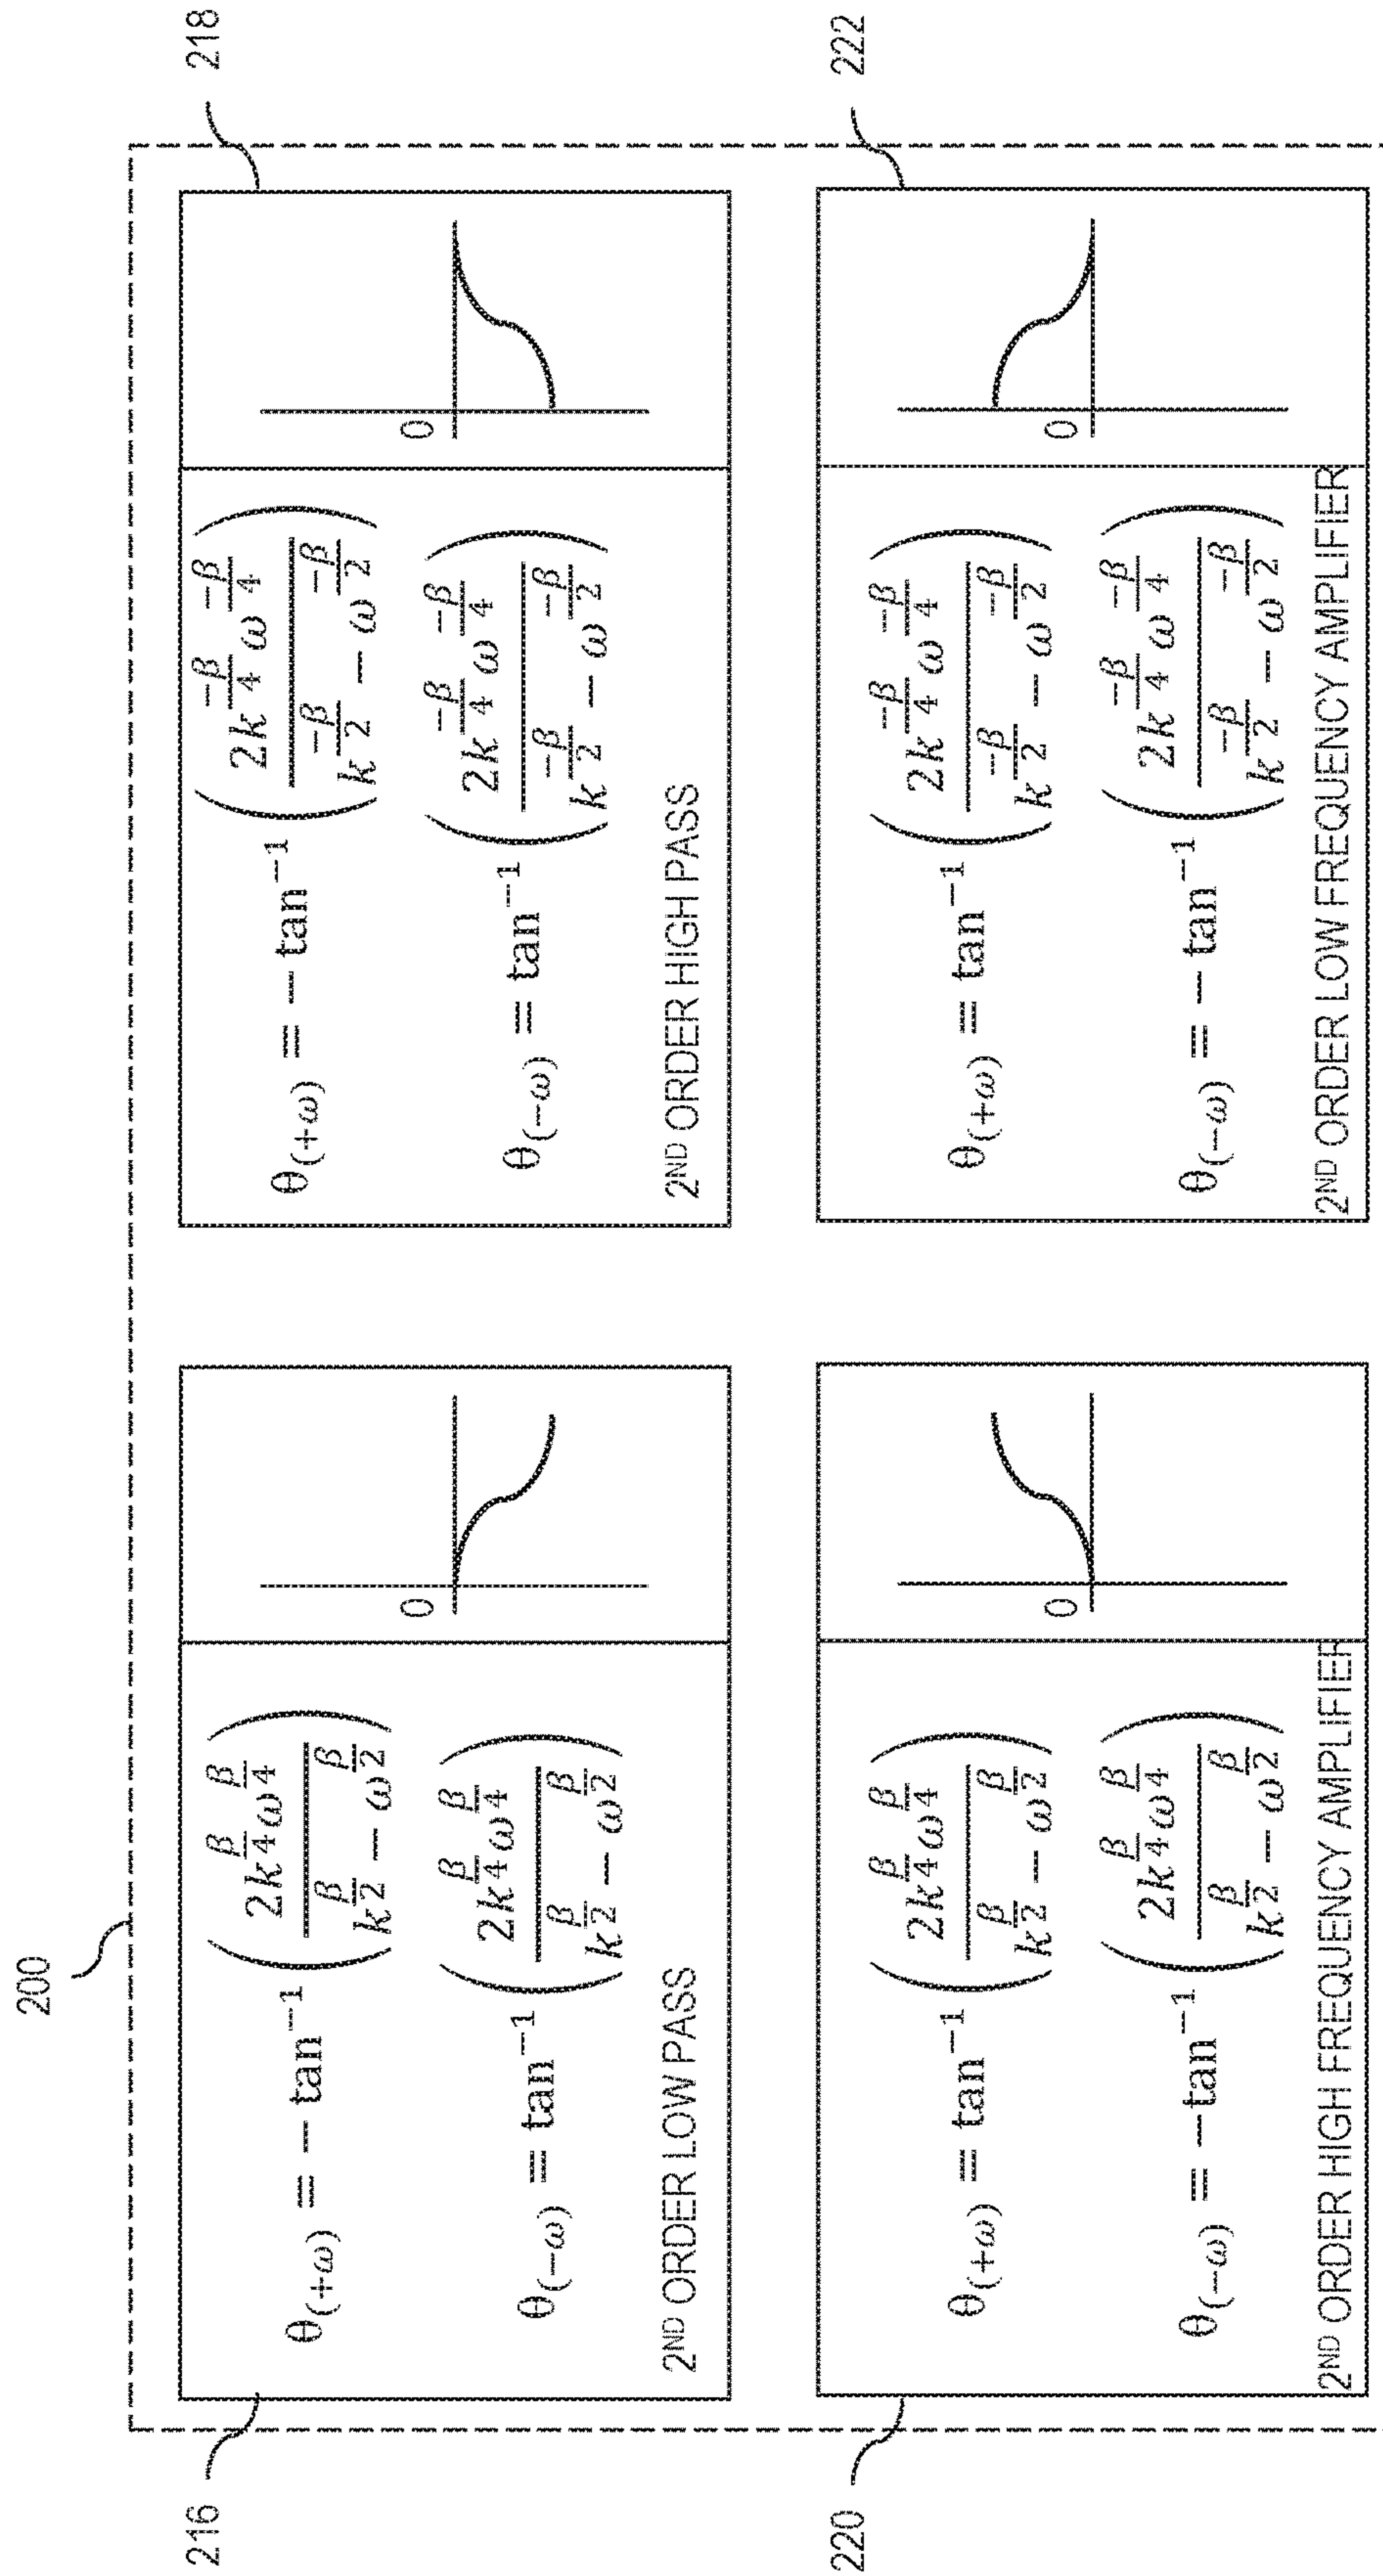 200
216
θ(+ω) = − tan⁻¹ (2k^(β/4) ω^(β/4) / (k^(β/2) − ω^(β/2)))
θ(−ω) = tan⁻¹ (2k^(β/4) ω^(β/4) / (k^(β/2) − ω^(β/2)))
2ND ORDER LOW PASS
0
218
θ(+ω) = − tan⁻¹ (2k^(−β/4) ω^(−β/4) / (k^(−β/2) − ω^(−β/2)))
θ(−ω) = tan⁻¹ (2k^(−β/4) ω^(−β/4) / (k^(−β/2) − ω^(−β/2)))
2ND ORDER HIGH PASS
0
220
θ(+ω) = tan⁻¹ (2k^(β/4) ω^(β/4) / (k^(β/2) − ω^(β/2)))
θ(−ω) = −tan⁻¹ (2k^(β/4) ω^(β/4) / (k^(β/2) − ω^(β/2)))
2ND ORDER HIGH FREQUENCY AMPLIFIER
0
222
θ(+ω) = tan⁻¹ (2k^(−β/4) ω^(−β/4) / (k^(−β/2) − ω^(−β/2)))
θ(−ω) = − tan⁻¹ (2k^(−β/4) ω^(−β/4) / (k^(−β/2) − ω^(−β/2)))
2ND ORDER LOW FREQUENCY AMPLIFIER
0